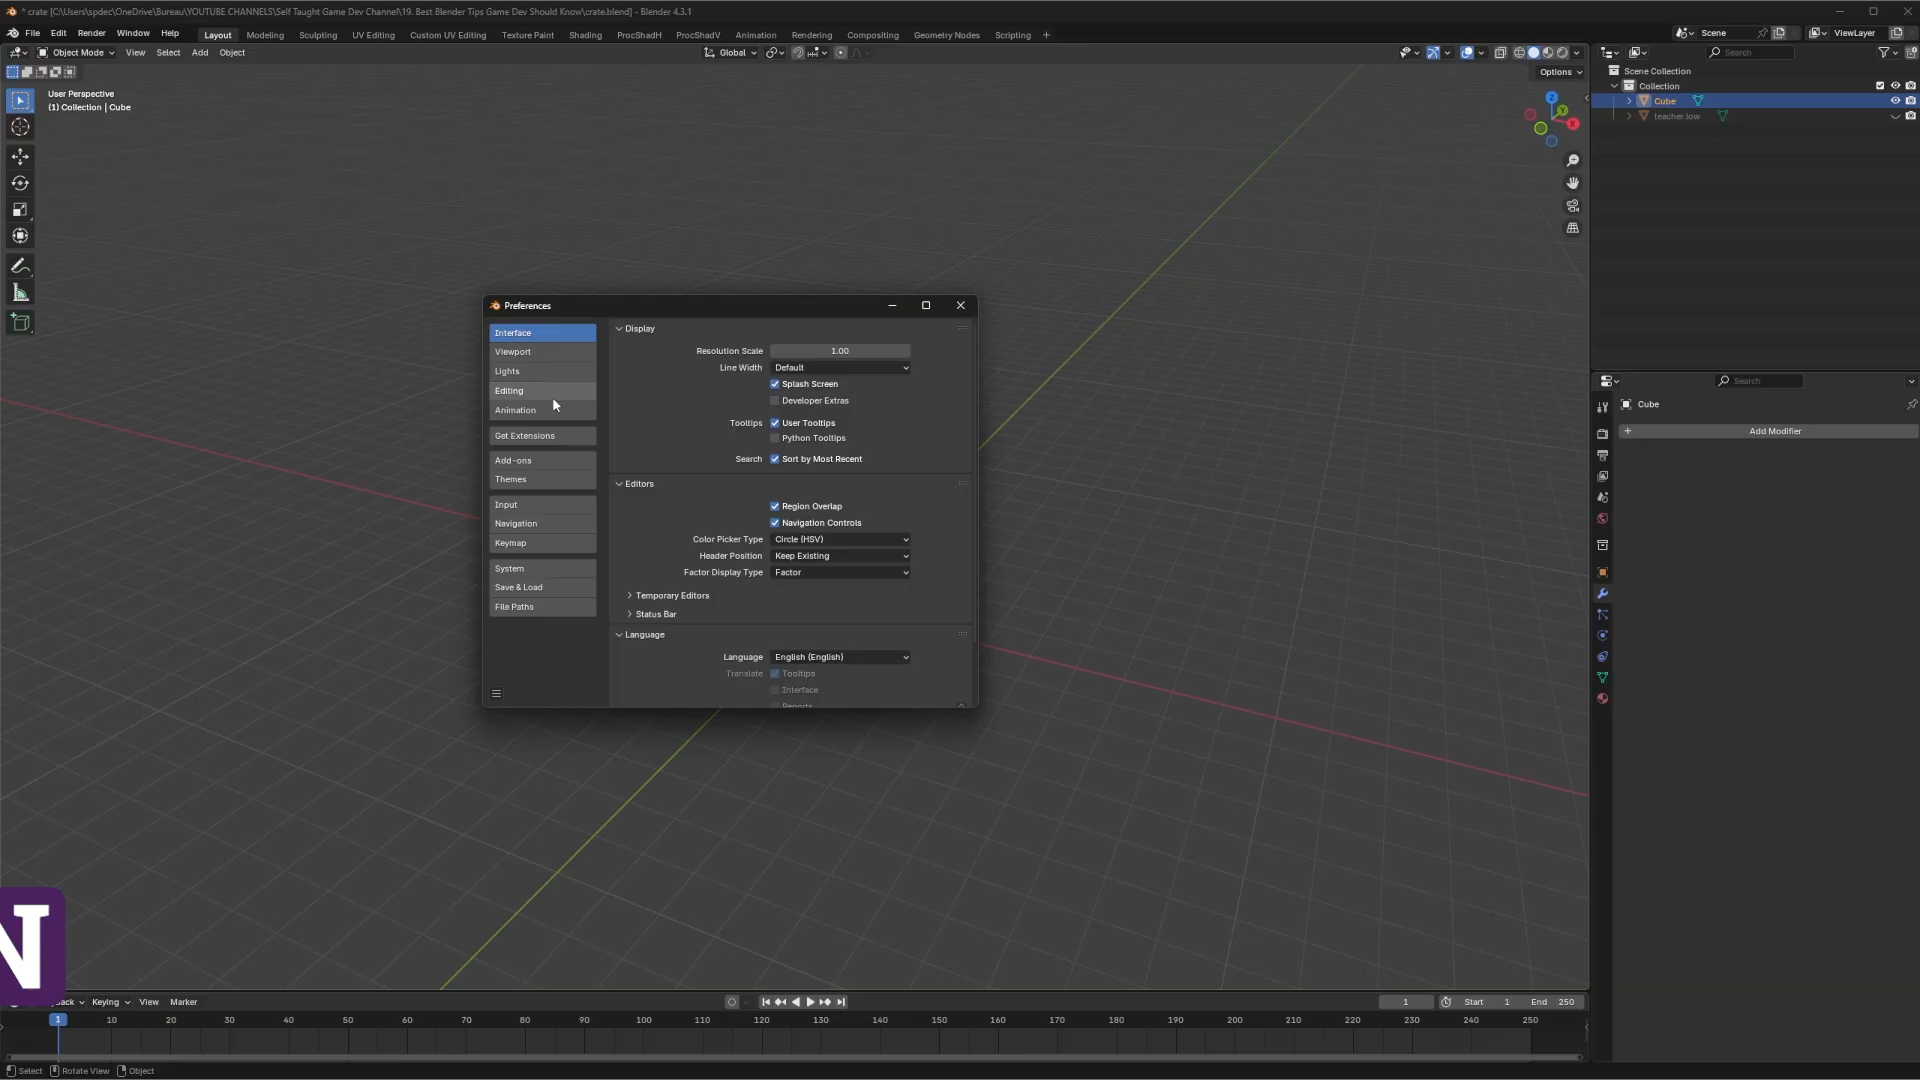 * crate [C:\Users\spdec\OneDrive\Bureau\YOUTUBE CHANNELS\Self Taught Game Dev Channel\19. Best Blender Tips Game Dev Should Know\crate.blend] - Blender 4.3.1
File Edit Render Window Help Layout Modeling Sculpting UV Editing Custom UV Editing Texture Paint Shading ProcShadH ProcShadV Animation Rendering Compositing Geometry Nodes Scripting + Scene ViewLayer
Object Mode View Select Add Object Global Search
Options
Scene Collection
User Perspective
(1) Collection | Cube
Collection
Cube
teacher.low
Z
Y
X
Preferences
Interface
Viewport
Lights
Editing
Animation
Get Extensions
Add-ons
Themes
Input
Navigation
Keymap
System
Save & Load
File Paths
Display
Resolution Scale 1.00
Line Width Default
Splash Screen
Developer Extras
Tooltips User Tooltips
Python Tooltips
Search Sort by Most Recent
Editors
Region Overlap
Navigation Controls
Color Picker Type Circle (HSV)
Header Position Keep Existing
Factor Display Type Factor
Temporary Editors
Status Bar
Language
Language English (English)
Translate Tooltips
Interface
Reports
Search
Cube
+ Add Modifier
N
back Keying View Marker 1 Start 1 End 250
1 10 20 30 40 50 60 70 80 90 100 110 120 130 140 150 160 170 180 190 200 210 220 230 240 250
Select Rotate View Object